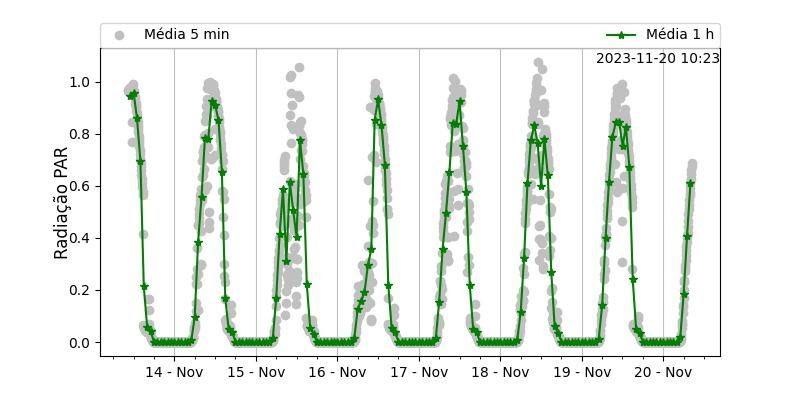 Média 5 min
Média 1 h
2023-11-20 10:23
Radiação PAR
1.0
0.8
0.6
0.4
0.2
0.0
14 - Nov
15 - Nov
16 - Nov
17 - Nov
18 - Nov
19 - Nov
20 - Nov